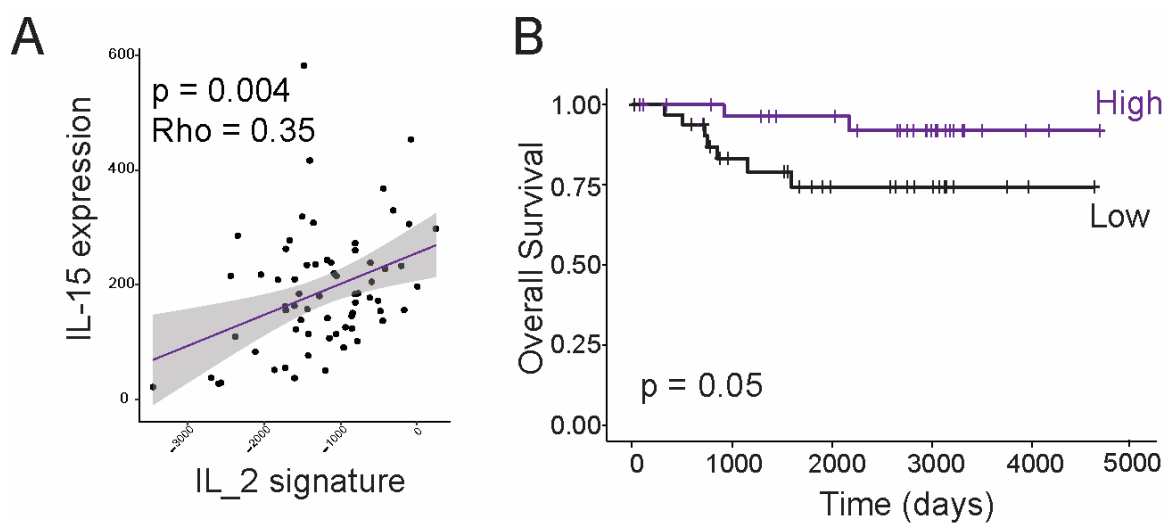 A
600
400
200
0
p = 0.004
Rho = 0.35
IL-15 expression
-3000
-2000
-1000
0
IL_2 signature
B
1.00
0.75
0.50
0.25
0.00
Overall Survival
High
Low
p = 0.05
0 1000 2000 3000 4000 5000
Time (days)